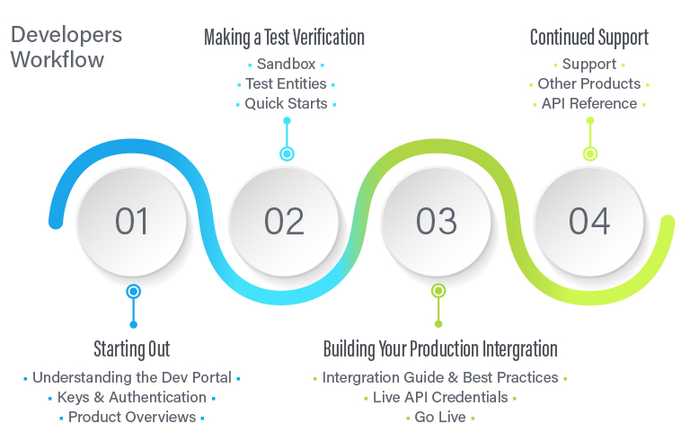 Developers
Workflow
Making a Test Verification
• Sandbox •
• Test Entities •
• Quick Starts •
Continued Support
• Support •
• Other Products •
• API Reference •
01
02
03
04
Starting Out
• Understanding the Dev Portal •
• Keys & Authentication •
• Product Overviews •
Building Your Production Intergration
• Intergration Guide & Best Practices •
• Live API Credentials •
• Go Live •